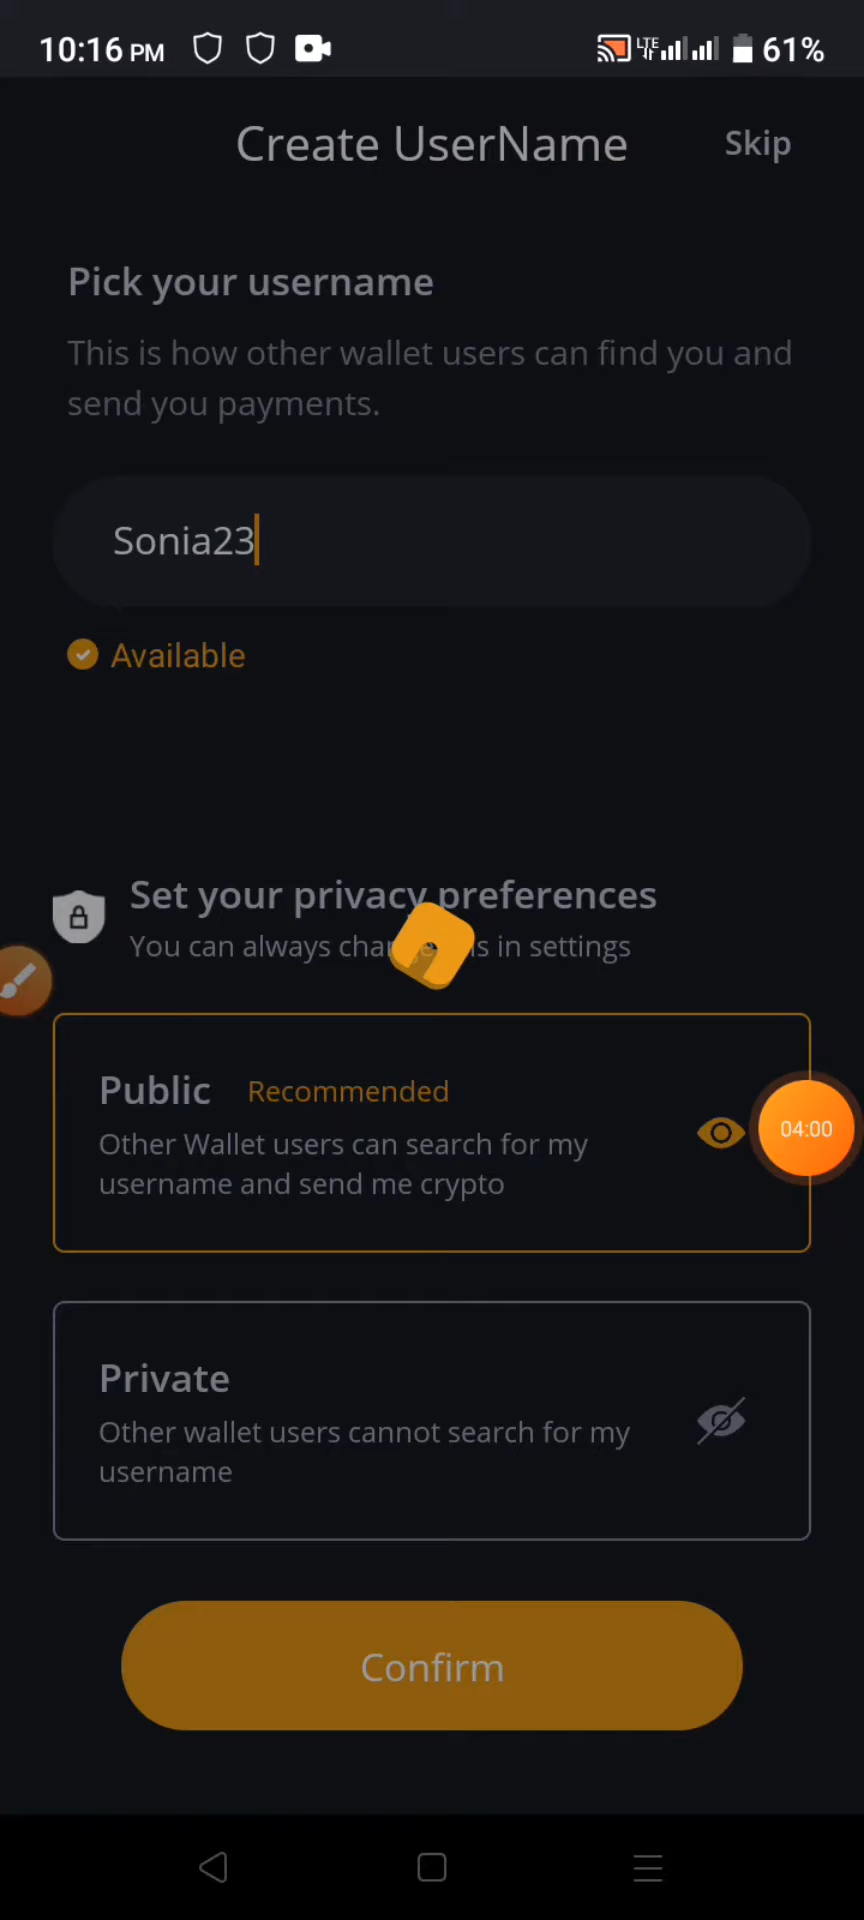 10:16 PM
LTE
61%
Create UserName
Skip
Pick your username
This is how other wallet users can find you and
send you payments.
Sonia23
Available
Set your privacy preferences
You can always in settings
Public Recommended
Other Wallet users can search for my
username and send me crypto
04:00
Private
Other wallet users cannot search for my
username
Confirm